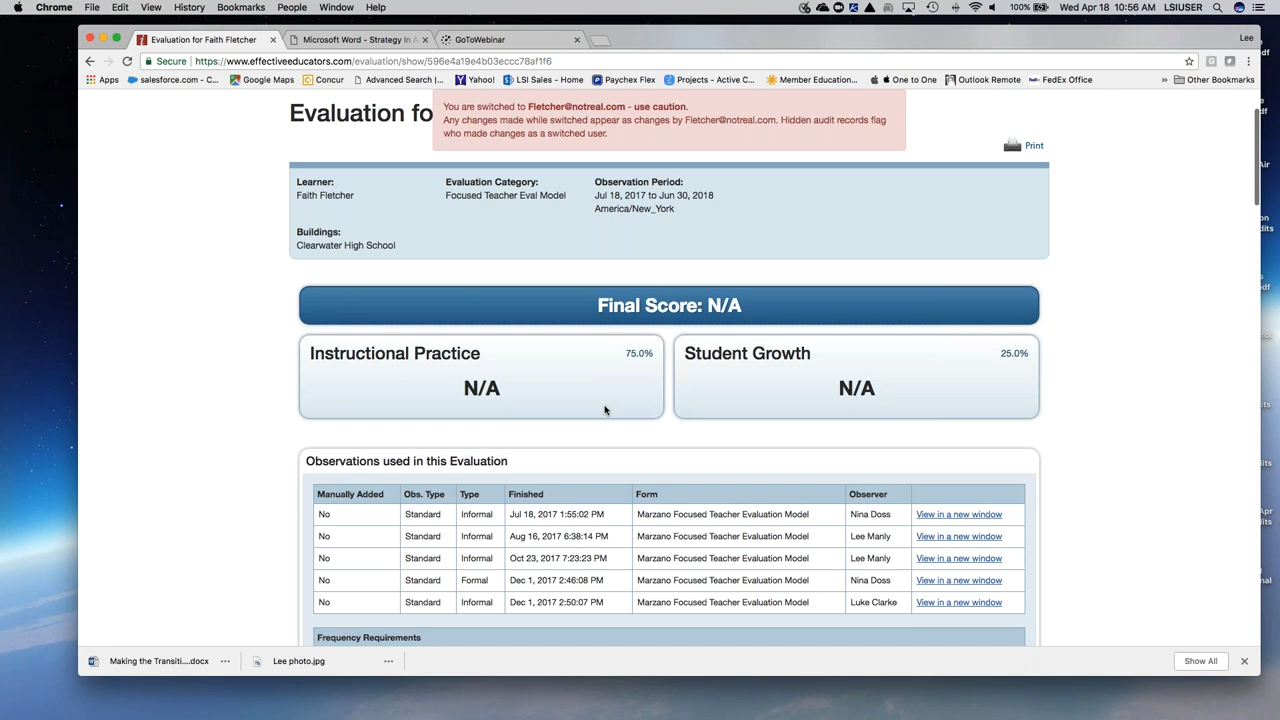 Chrome File Edit View History Bookmarks People Window Help 100% Wed Apr 18 10:56 AM LSIUSER
Evaluation for Faith Fletcher Microsoft Word - Strategy In A GoToWebinar Lee
Secure https://www.effectiveeducators.com/evaluation/show/596e4a19e4b03eccc78af1f6
Apps salesforce.com - C... Google Maps Concur Advanced Search |... Yahoo! LSI Sales - Home Paychex Flex Projects - Active C... Member Education... One to One Outlook Remote FedEx Office » Other Bookmarks
Evaluation fo
You are switched to Fletcher@notreal.com - use caution.
Any changes made while switched appear as changes by Fletcher@notreal.com. Hidden audit records flag
who made changes as a switched user.
Print
Learner: Evaluation Category: Observation Period:
Faith Fletcher Focused Teacher Eval Model Jul 18, 2017 to Jun 30, 2018
America/New_York
Buildings:
Clearwater High School
Final Score: N/A
Instructional Practice 75.0% Student Growth 25.0%
N/A N/A
Observations used in this Evaluation
Manually Added Obs. Type Type Finished Form Observer
No Standard Informal Jul 18, 2017 1:55:02 PM Marzano Focused Teacher Evaluation Model Nina Doss View in a new window
No Standard Informal Aug 16, 2017 6:38:14 PM Marzano Focused Teacher Evaluation Model Lee Manly View in a new window
No Standard Informal Oct 23, 2017 7:23:23 PM Marzano Focused Teacher Evaluation Model Lee Manly View in a new window
No Standard Formal Dec 1, 2017 2:46:08 PM Marzano Focused Teacher Evaluation Model Nina Doss View in a new window
No Standard Informal Dec 1, 2017 2:50:07 PM Marzano Focused Teacher Evaluation Model Luke Clarke View in a new window
Frequency Requirements
Making the Transiti....docx Lee photo.jpg Show All